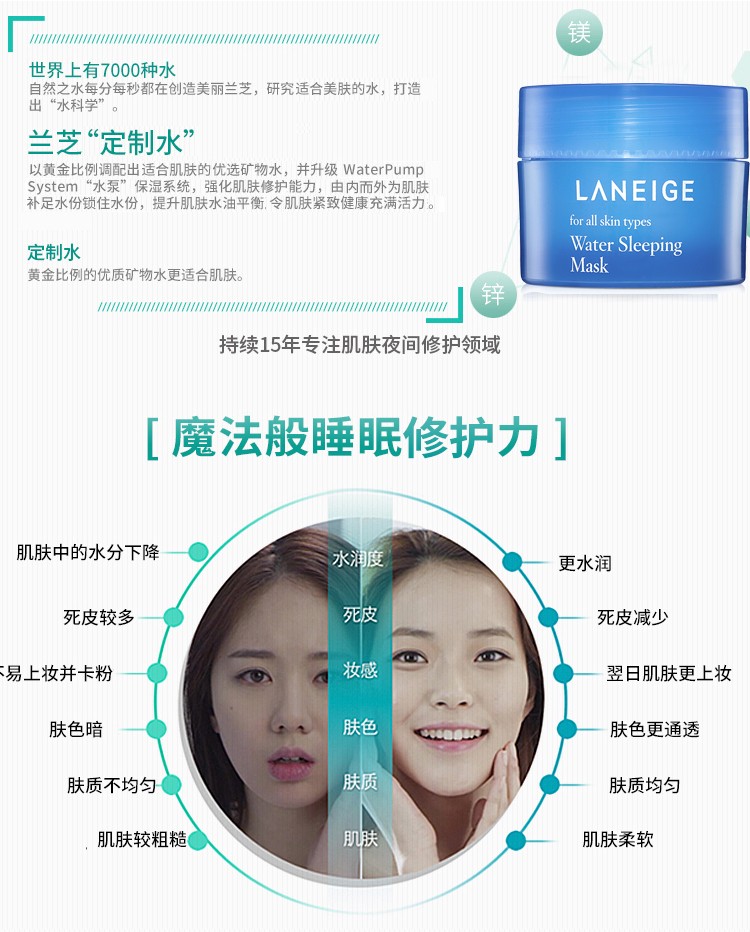 镁
世界上有7000种水
自然之水每分每秒都在创造美丽兰芝，研究适合美肤的水，打造
出“水科学”。
兰芝“定制水”
以黄金比例调配出适合肌肤的优选矿物水，并升级 WaterPump
System“水泵”保湿系统，强化肌肤修护能力，由内而外为肌肤
补足水份锁住水份，提升肌肤水油平衡,令肌肤紧致健康充满活力。
定制水
黄金比例的优质矿物水更适合肌肤。
LANEIGE
for all skin types
Water Sleeping
Mask
锌
持续15年专注肌肤夜间修护领域
[ 魔法般睡眠修护力 ]
肌肤中的水分下降 水润度 更水润
死皮较多 死皮 死皮减少
不易上妆并卡粉 妆感 翌日肌肤更上妆
肤色暗 肤色 肤色更通透
肤质不均匀 肤质 肤质均匀
肌肤较粗糙 肌肤 肌肤柔软